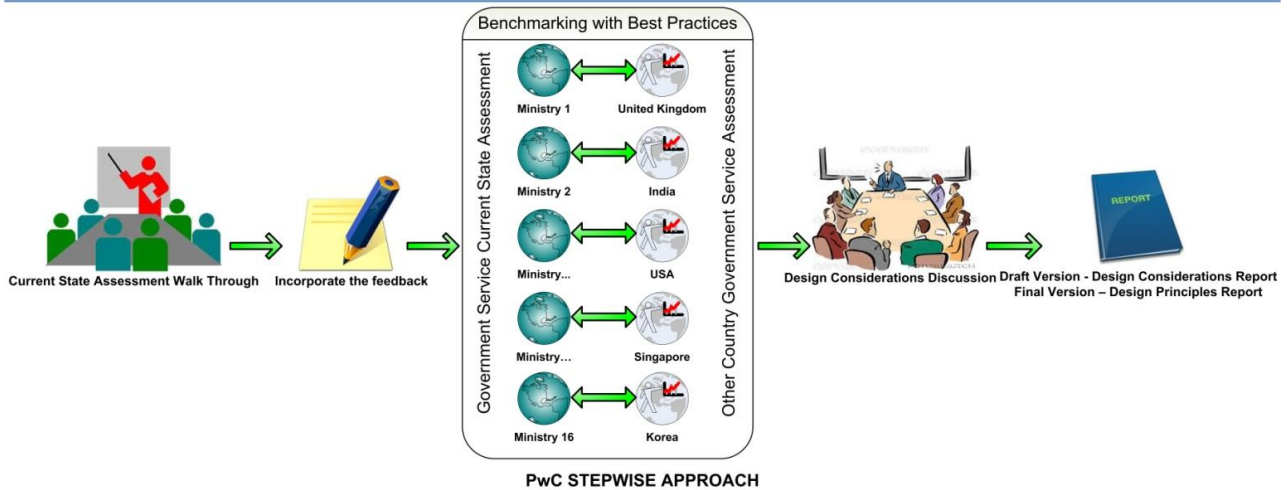 Benchmarking with Best Practices
Government Service Current State Assessment
Other Country Government Service Assessment
Ministry 1
United Kingdom
Ministry 2
India
Ministry...
USA
Ministry...
Singapore
Ministry 16
Korea
Current State Assessment Walk Through
Incorporate the feedback
Design Considerations Discussion
REPORT
Draft Version - Design Considerations Report
Final Version – Design Principles Report
PwC STEPWISE APPROACH